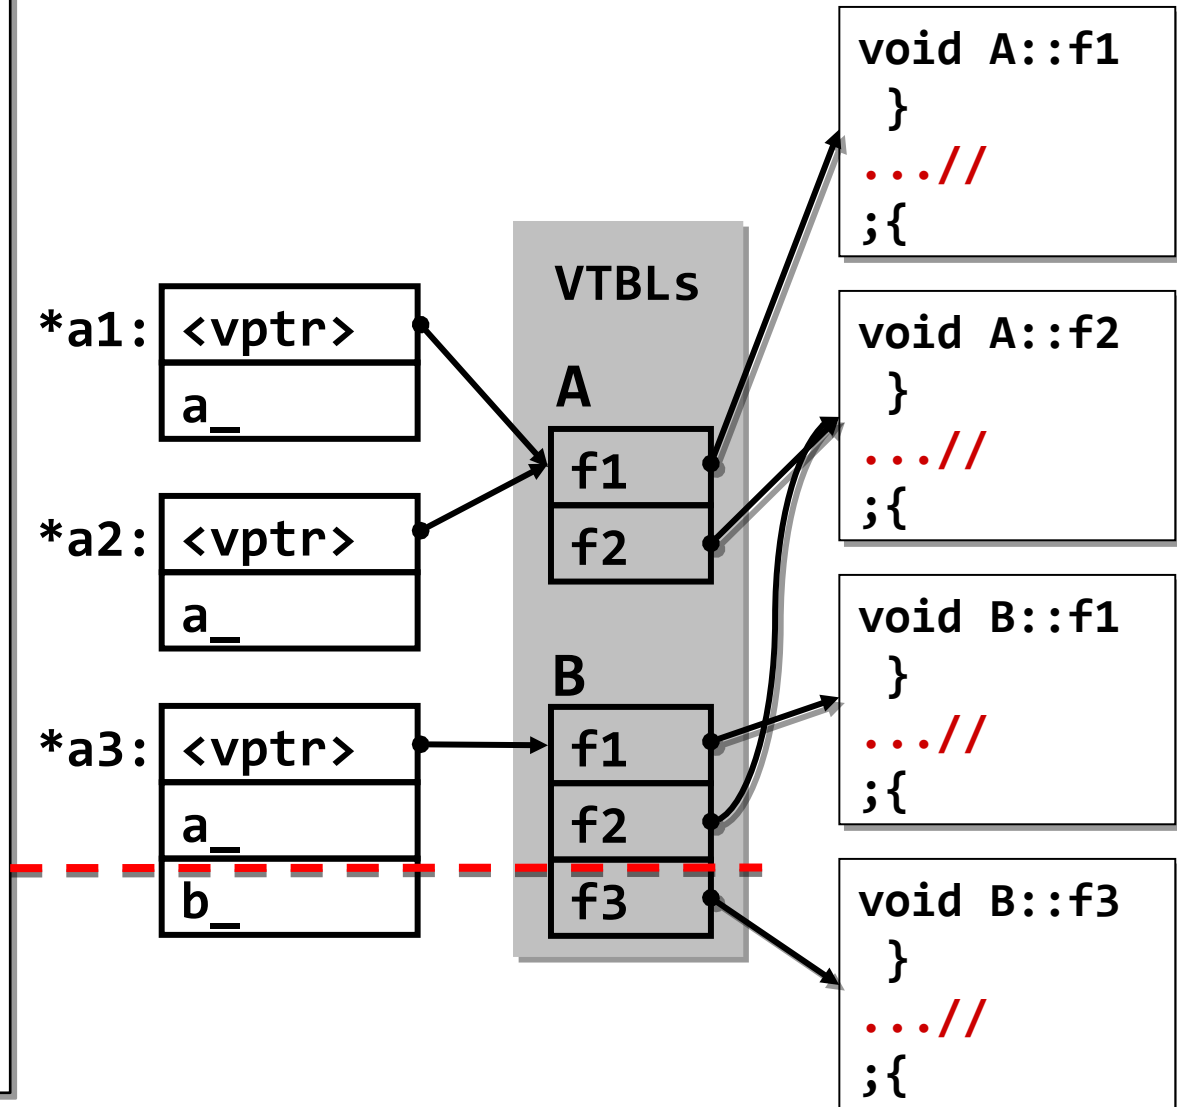 *a1:
<vptr>
a_
*a2:
<vptr>
a_
*a3:
<vptr>
a_
b_
VTBLs
A
f1
f2
B
f1
f2
f3
void A::f1
}
...//
;{
void A::f2
}
...//
;{
void B::f1
}
...//
;{
void B::f3
}
...//
;{